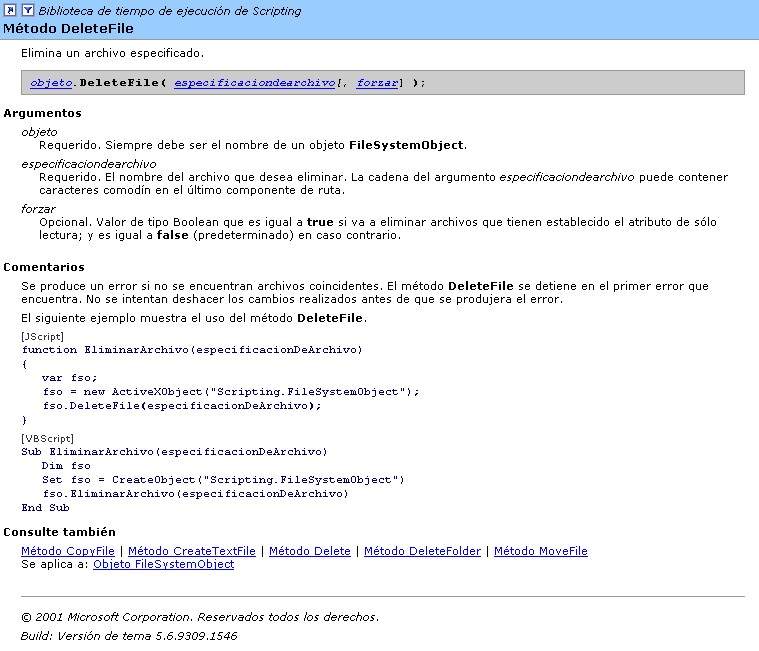 Biblioteca de tiempo de ejecución de Scripting
Método DeleteFile
Elimina un archivo especificado.
objeto.DeleteFile( especificaciondearchivo[, forzar] );
Argumentos
objeto
Requerido. Siempre debe ser el nombre de un objeto FileSystemObject.
especificaciondearchivo
Requerido. El nombre del archivo que desea eliminar. La cadena del argumento especificaciondearchivo puede contener
caracteres comodín en el último componente de ruta.
forzar
Opcional. Valor de tipo Boolean que es igual a true si va a eliminar archivos que tienen establecido el atributo de sólo
lectura; y es igual a false (predeterminado) en caso contrario.
Comentarios
Se produce un error si no se encuentran archivos coincidentes. El método DeleteFile se detiene en el primer error que
encuentra. No se intentan deshacer los cambios realizados antes de que se produjera el error.
El siguiente ejemplo muestra el uso del método DeleteFile.
[JScript]
function EliminarArchivo(especificacionDeArchivo)
{
var fso;
fso = new ActiveXObject("Scripting.FileSystemObject");
fso.DeleteFile(especificacionDeArchivo);
}
[VBScript]
Sub EliminarArchivo(especificacionDeArchivo)
Dim fso
Set fso = CreateObject("Scripting.FileSystemObject")
fso.EliminarArchivo(especificacionDeArchivo)
End Sub
Consulte también
Método CopyFile | Método CreateTextFile | Método Delete | Método DeleteFolder | Método MoveFile
Se aplica a: Objeto FileSystemObject
© 2001 Microsoft Corporation. Reservados todos los derechos.
Build: Versión de tema 5.6.9309.1546